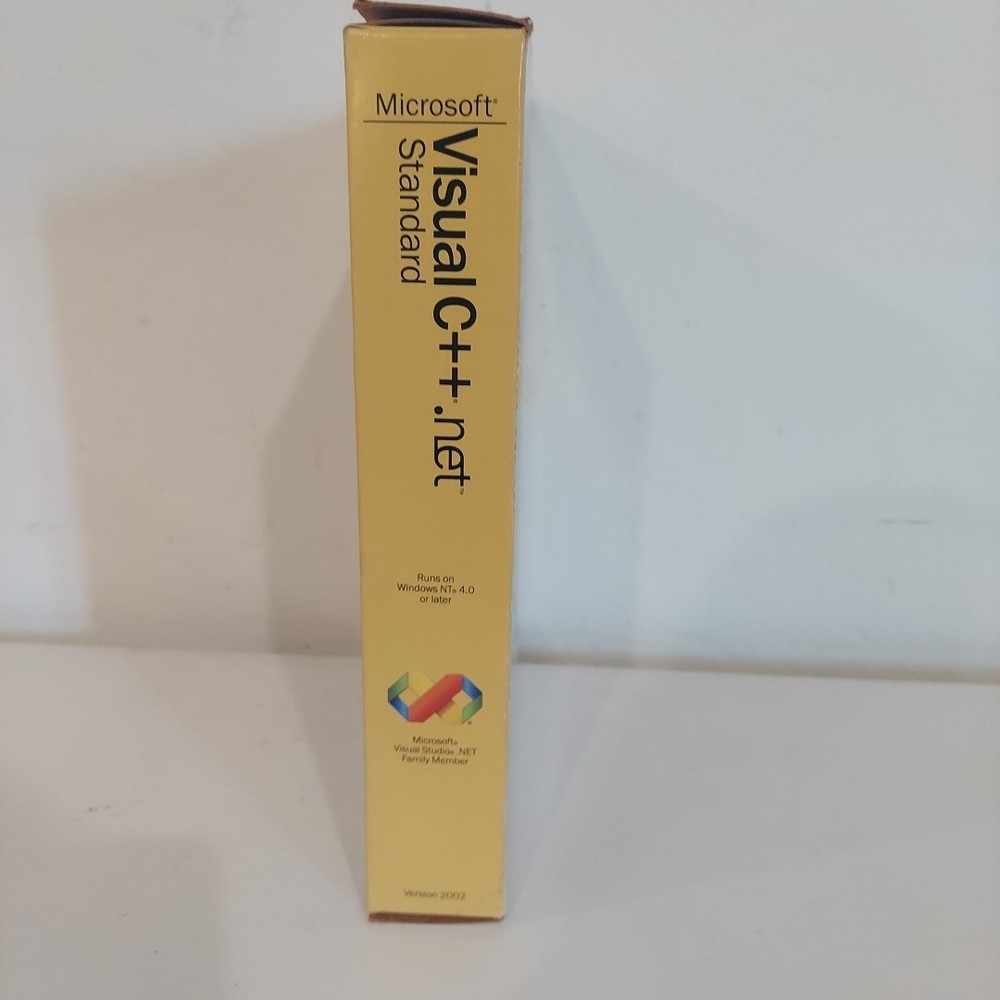 Microsoft®
Visual C++® .net™
Standard
Runs on
Windows NT® 4.0
or later
Microsoft®
Visual Studio® .NET
Family Member
Version 2002